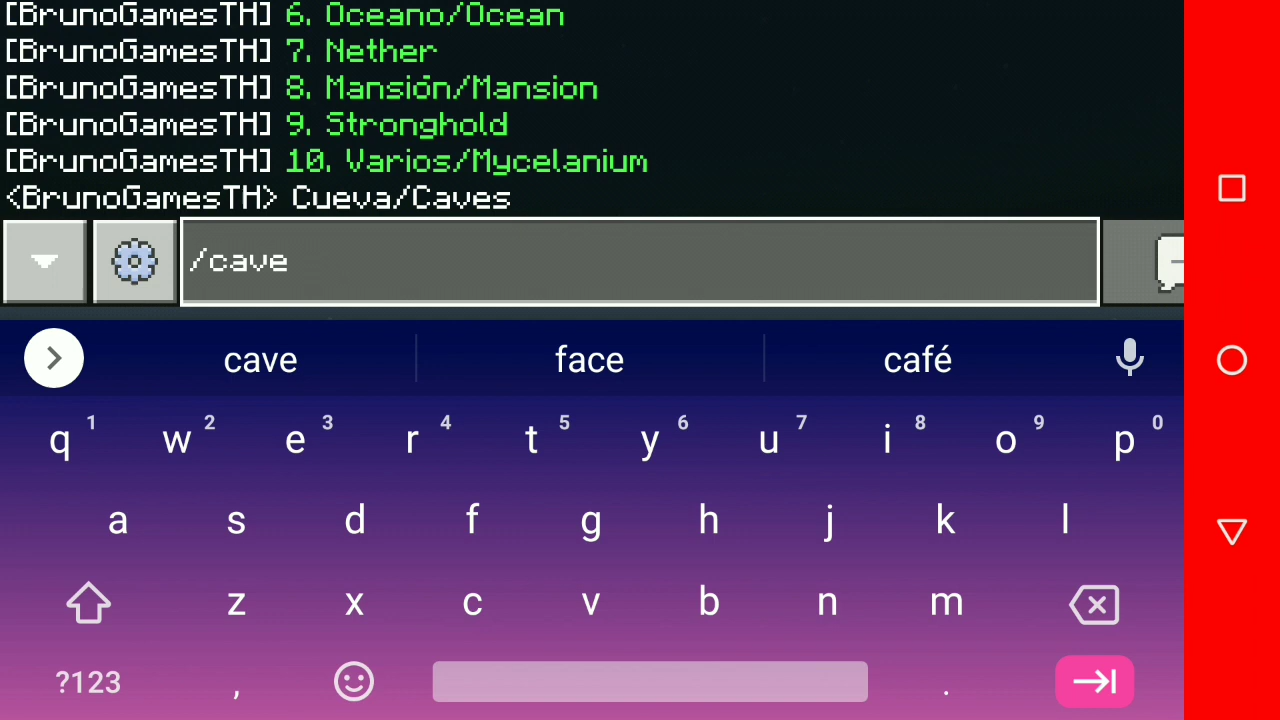 [BrunoGamesTH] 6. Oceano/Ocean
[BrunoGamesTH] 7. Nether
[BrunoGamesTH] 8. Mansión/Mansion
[BrunoGamesTH] 9. Stronghold
[BrunoGamesTH] 10. Varios/Mycelanium
<BrunoGamesTH> Cueva/Caves
/cave
cave face café
q 1 w 2 e 3 r 4 t 5 y 6 u 7 i 8 o 9 p 0
a s d f g h j k l
z x c v b n m
?123 , .